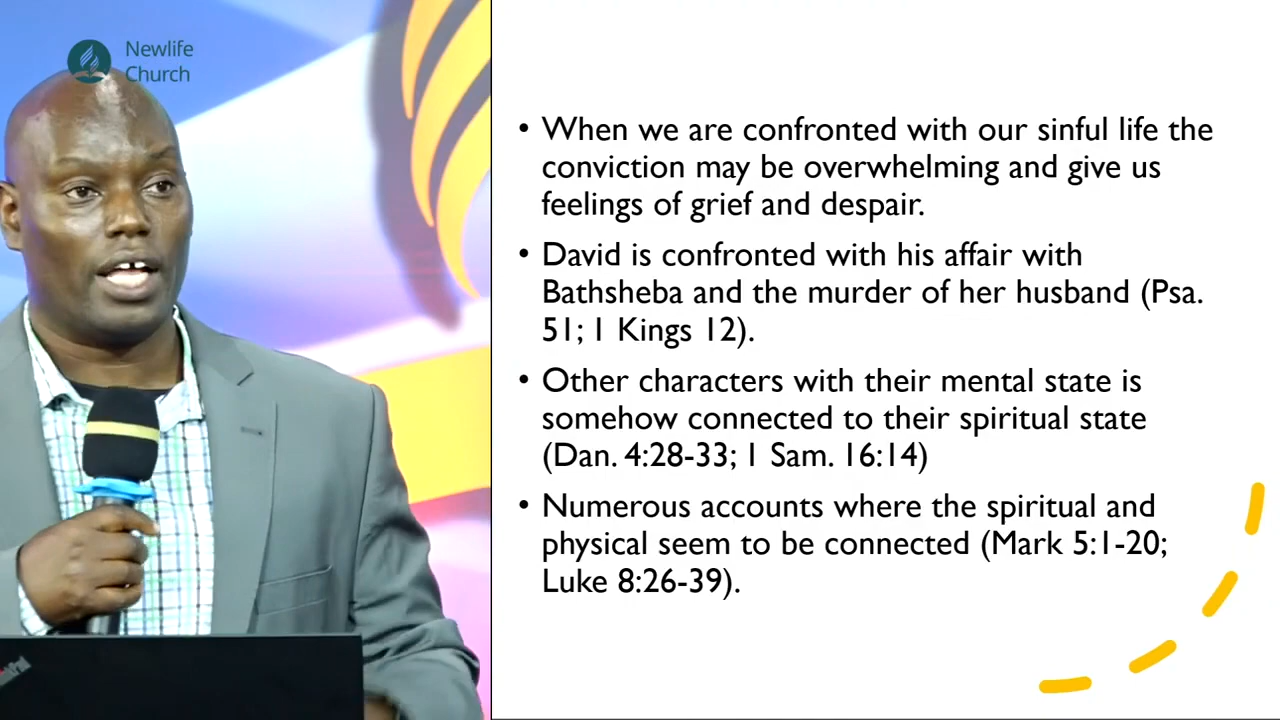 Newlife
Church
• When we are confronted with our sinful life the
conviction may be overwhelming and give us
feelings of grief and despair.
• David is confronted with his affair with
Bathsheba and the murder of her husband (Psa.
51; 1 Kings 12).
• Other characters with their mental state is
somehow connected to their spiritual state
(Dan. 4:28-33; 1 Sam. 16:14)
• Numerous accounts where the spiritual and
physical seem to be connected (Mark 5:1-20;
Luke 8:26-39).